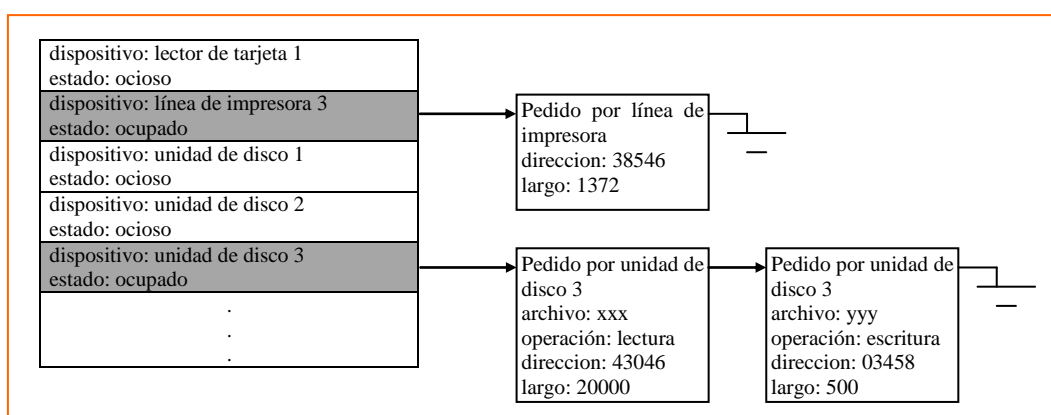 dispositivo: lector de tarjeta 1
estado: ocioso
dispositivo: línea de impresora 3
estado: ocupado
dispositivo: unidad de disco 1
estado: ocioso
dispositivo: unidad de disco 2
estado: ocioso
dispositivo: unidad de disco 3
estado: ocupado
.
.
.
Pedido por línea de
impresora
direccion: 38546
largo: 1372
Pedido por unidad de
disco 3
archivo: xxx
operación: lectura
direccion: 43046
largo: 20000
Pedido por unidad de
disco 3
archivo: yyy
operación: escritura
direccion: 03458
largo: 500